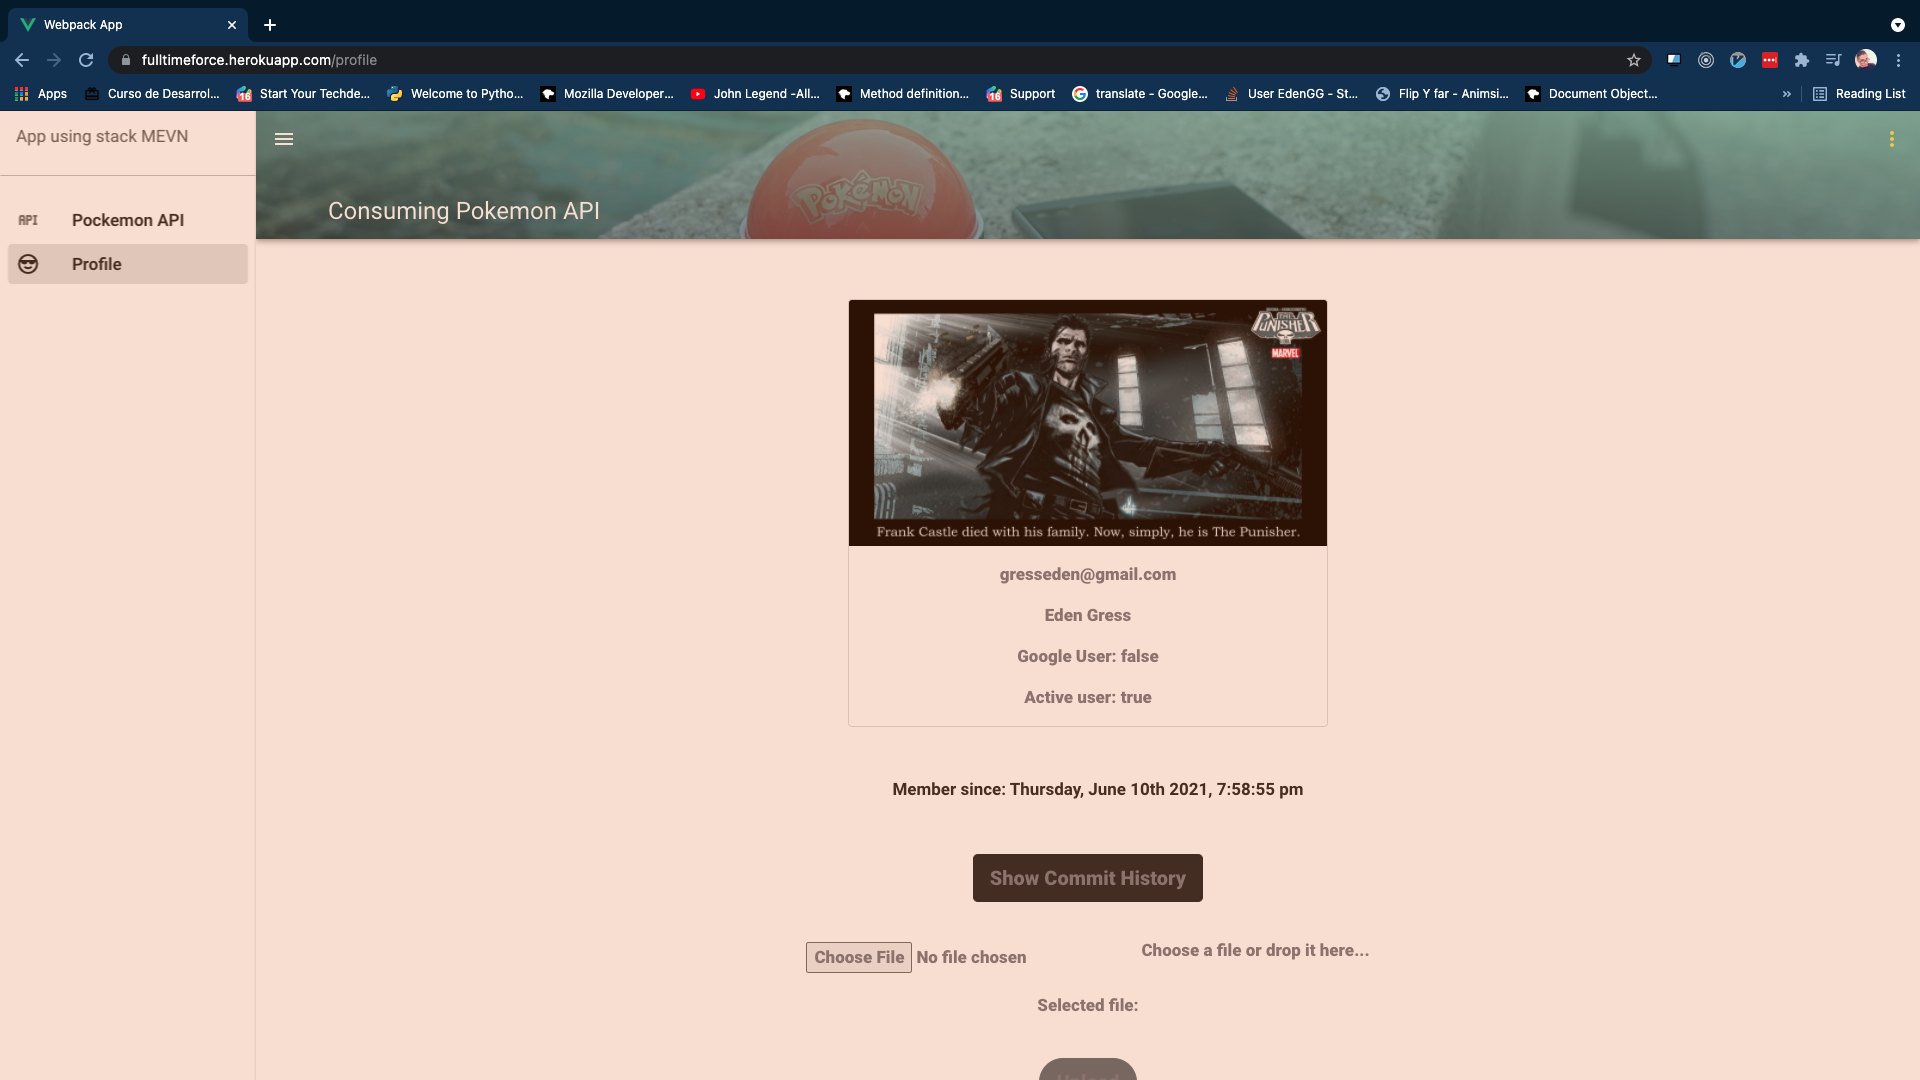 Webpack App
fulltimeforce.herokuapp.com/profile
Apps Curso de Desarrol... Start Your Techde... Welcome to Pytho... Mozilla Developer... John Legend -All... Method definition... Support translate - Google... User EdenGG - St... Flip Y far - Animsi... Document Object... » Reading List
App using stack MEVN
API Pockemon API
Profile
POKéMON
Consuming Pokemon API
THE
PUNISHER
MARVEL
Frank Castle died with his family. Now, simply, he is The Punisher.
gresseden@gmail.com
Eden Gress
Google User: false
Active user: true
Member since: Thursday, June 10th 2021, 7:58:55 pm
Show Commit History
Choose File No file chosen Choose a file or drop it here...
Selected file: